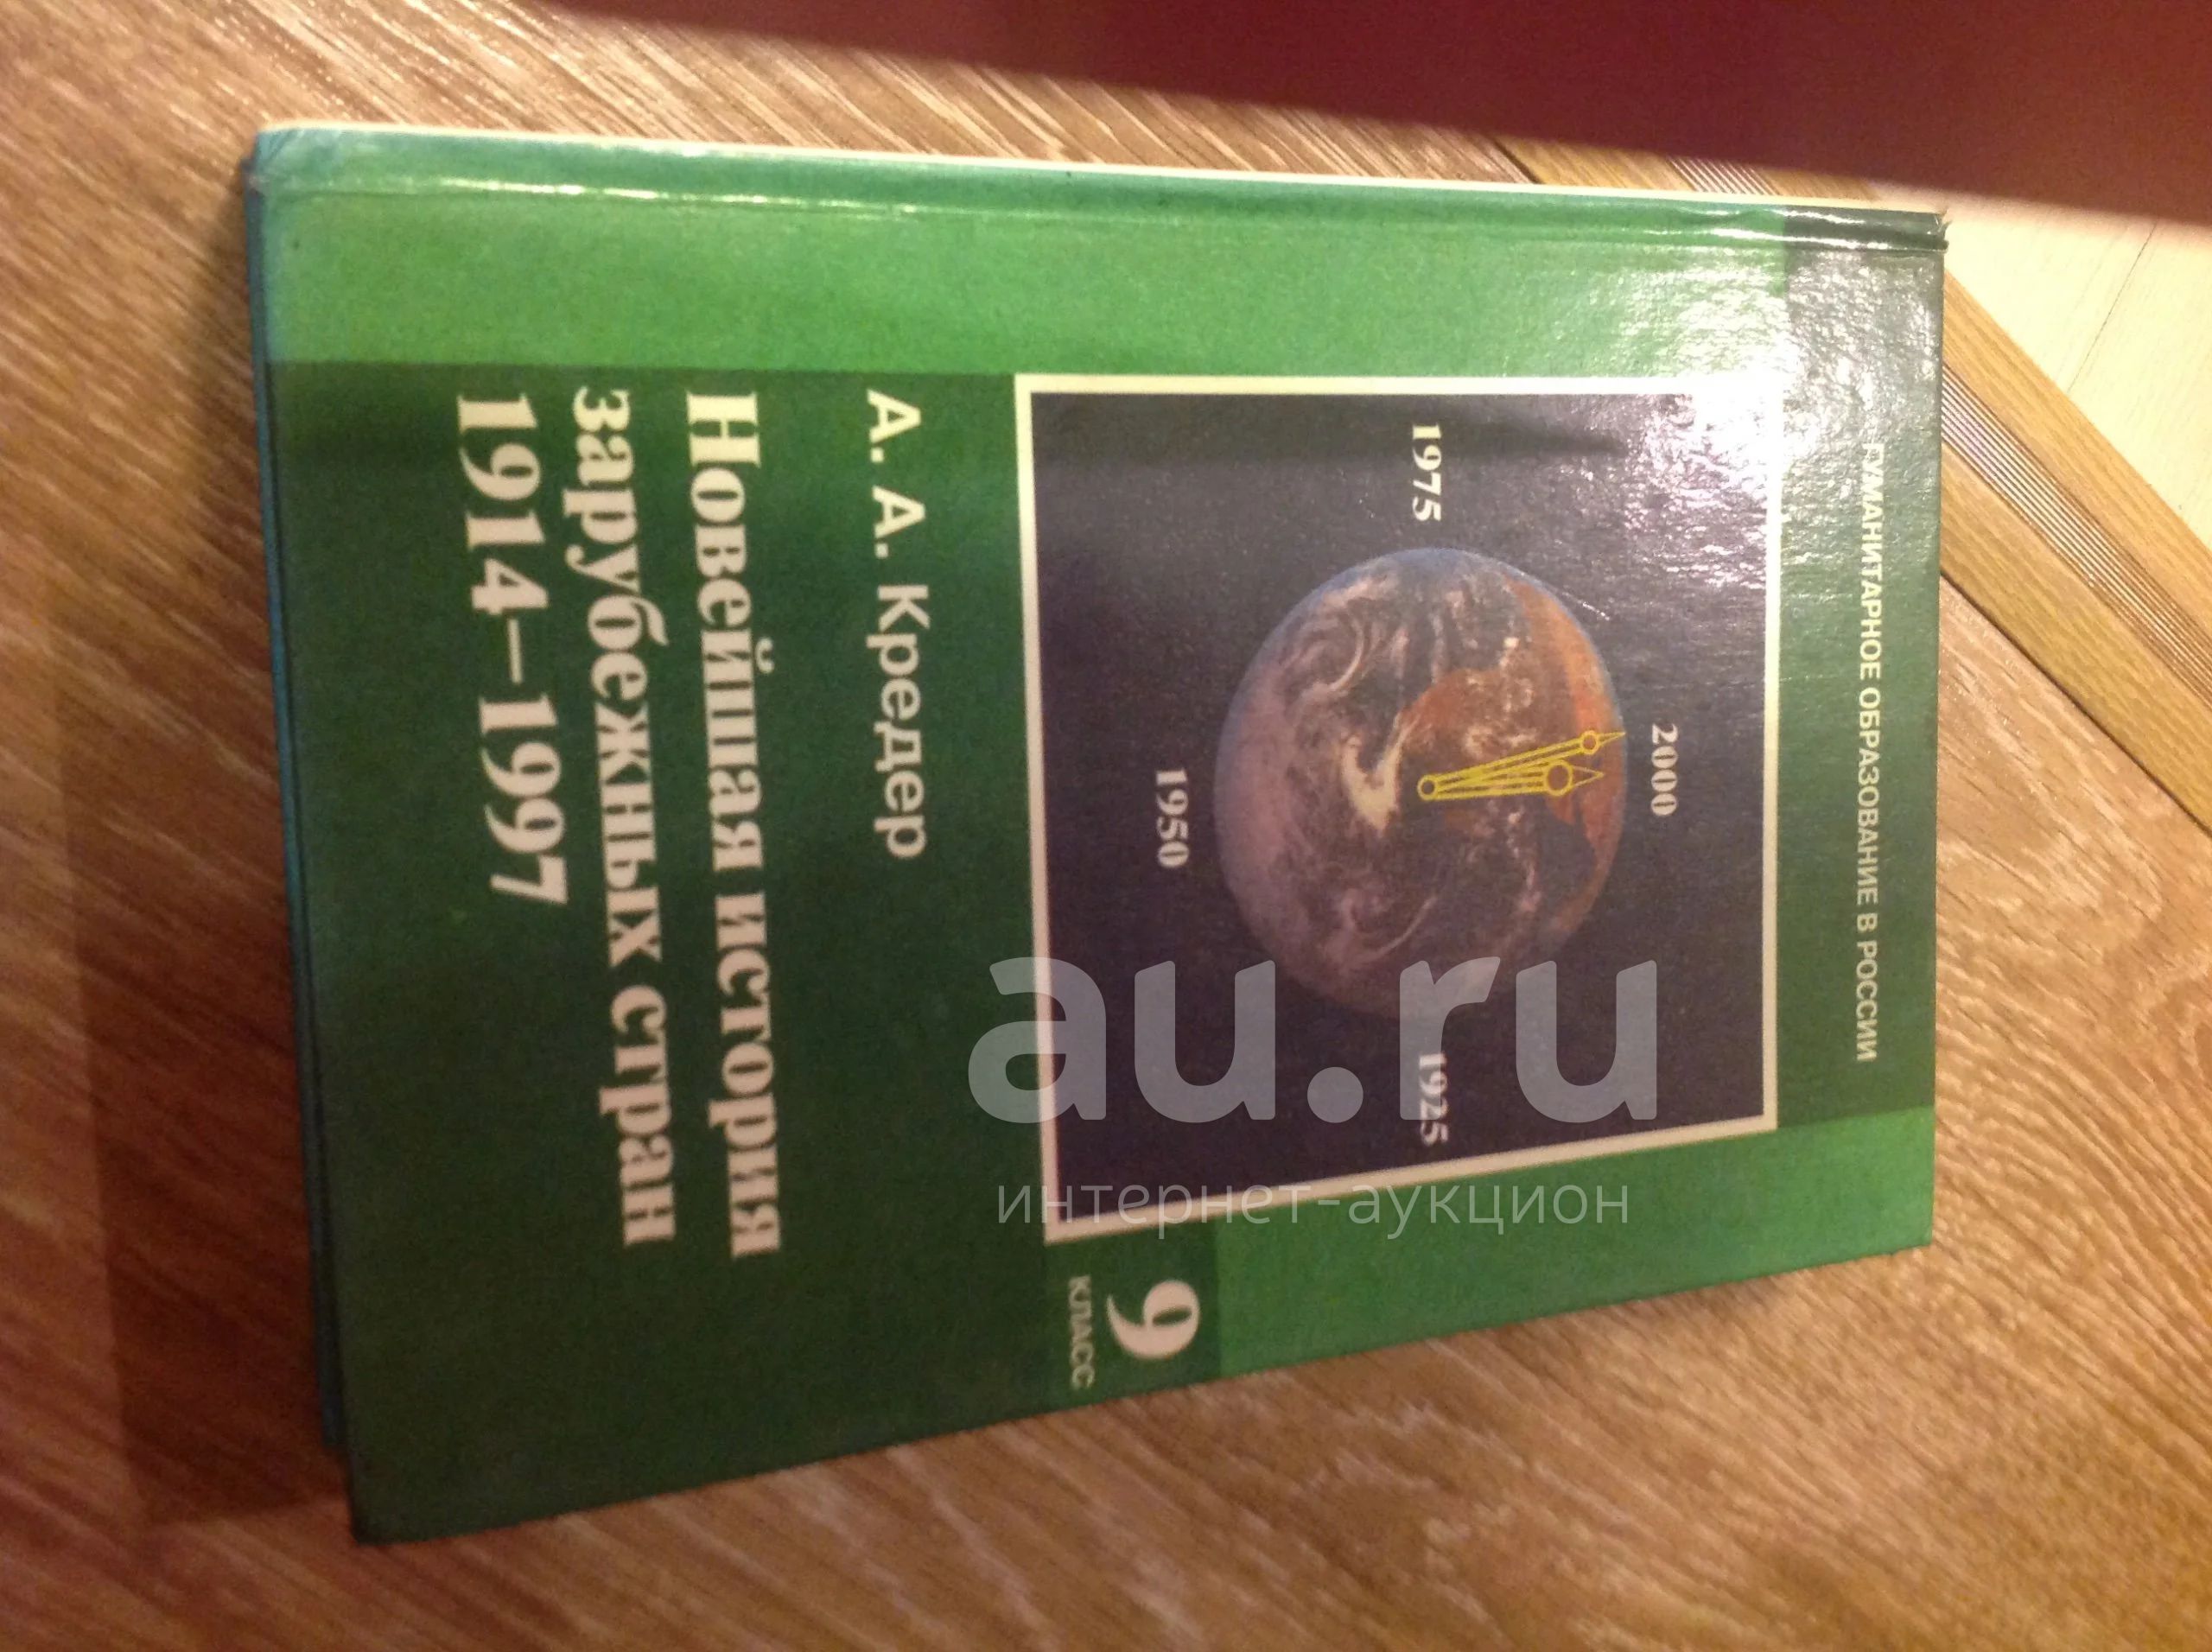 ГУМАНИТАРНОЕ ОБРАЗОВАНИЕ В РОССИИ
2000
1975
1925
1950
9
КЛАСС
А. А. Кредер
Новейшая история
зарубежных стран
1914–1997
au.ru
интернет-аукцион